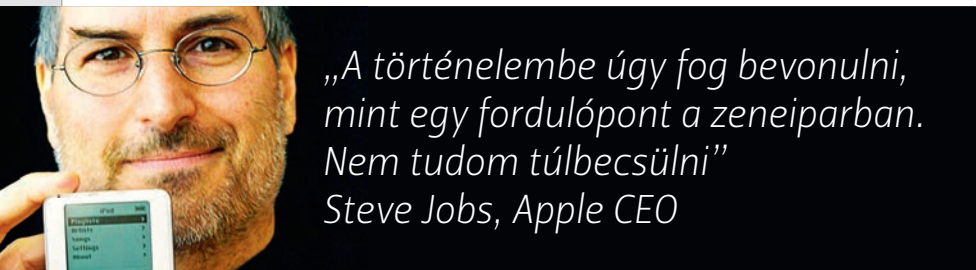 „A történelembe úgy fog bevonulni,
mint egy fordulópont a zeneiparban.
Nem tudom túlbecsülni”
Steve Jobs, Apple CEO
iPod
Playlists
Artists
Songs
Settings
About